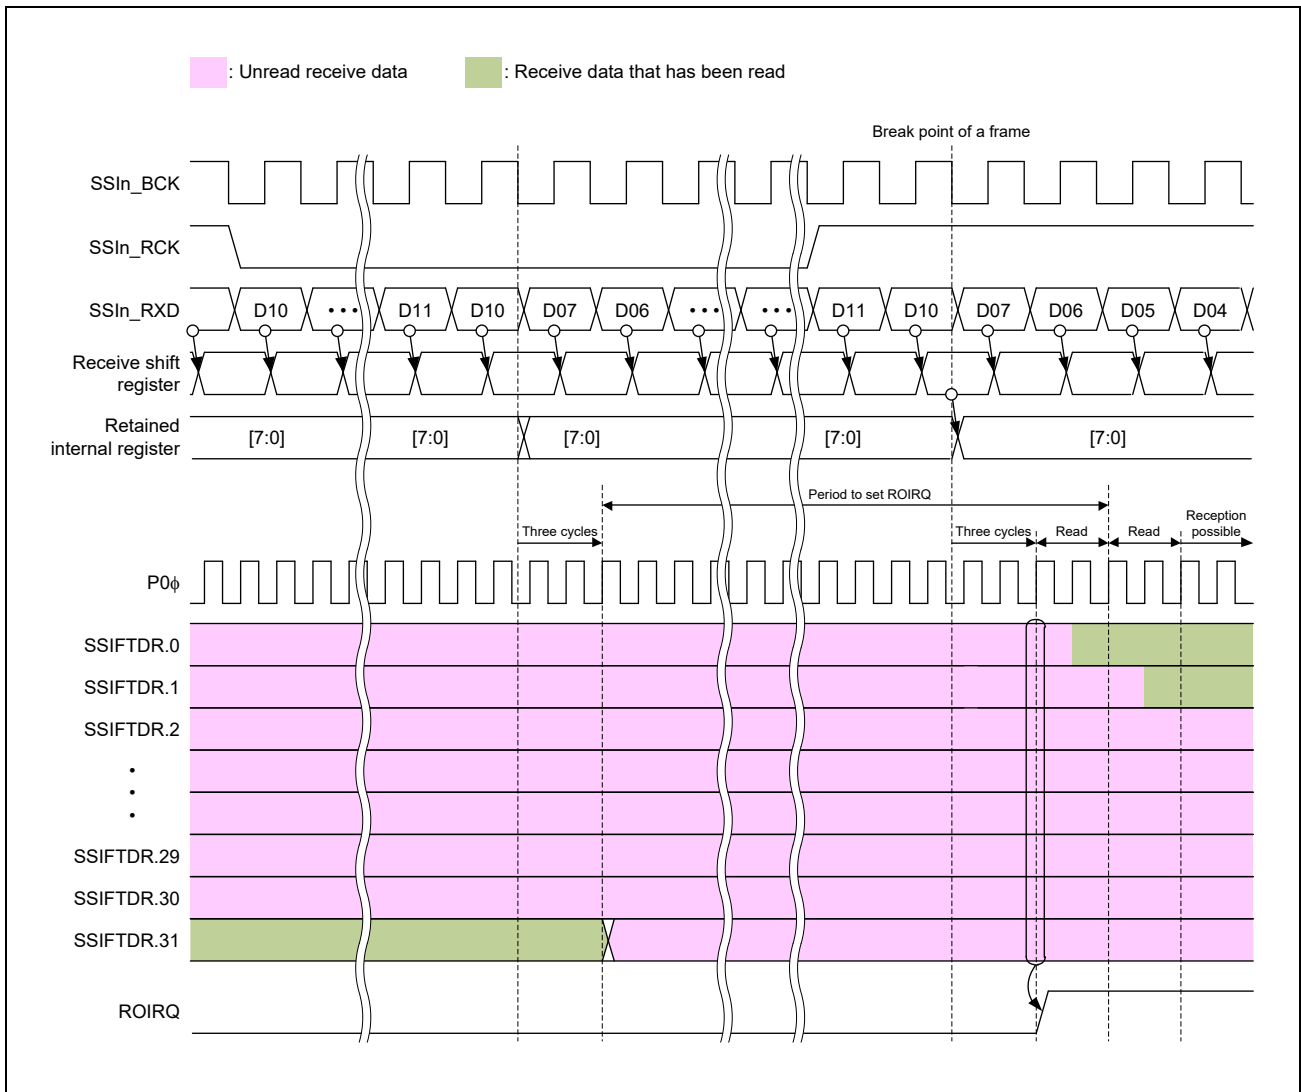 : Unread receive data
: Receive data that has been read
Break point of a frame
SSIn_BCK
SSIn_RCK
SSIn_RXD
D10
•••
D11
D10
D07
D06
•••
•••
D11
D10
D07
D06
D05
D04
Receive shift
register
Retained
internal register
[7:0]
[7:0]
[7:0]
[7:0]
[7:0]
Period to set ROIRQ
Three cycles
Three cycles
Read
Read
Reception
possible
P0ϕ
SSIFTDR.0
SSIFTDR.1
SSIFTDR.2
SSIFTDR.29
SSIFTDR.30
SSIFTDR.31
ROIRQ